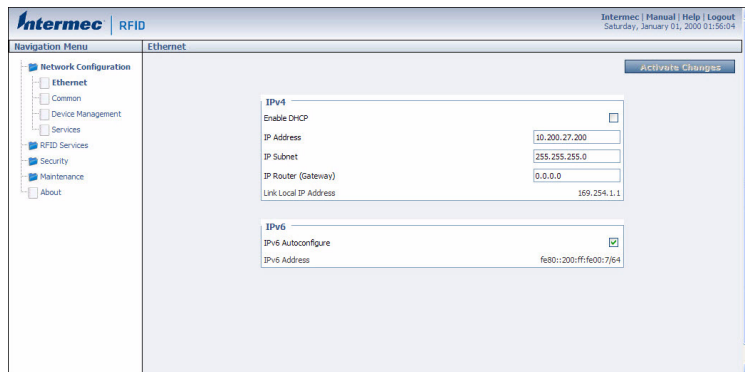 Intermec RFID
Intermec | Manual | Help | Logout
Saturday, January 01, 2000 01:56:04
Navigation Menu
Ethernet
Network Configuration
Ethernet
Common
Device Management
Services
RFID Services
Security
Maintenance
About
Activate Changes
IPv4
Enable DHCP
IP Address 10.200.27.200
IP Subnet 255.255.255.0
IP Router (Gateway) 0.0.0.0
Link Local IP Address 169.254.1.1
IPv6
IPv6 Autoconfigure
IPv6 Address fe80::200:ff:fe00:7/64